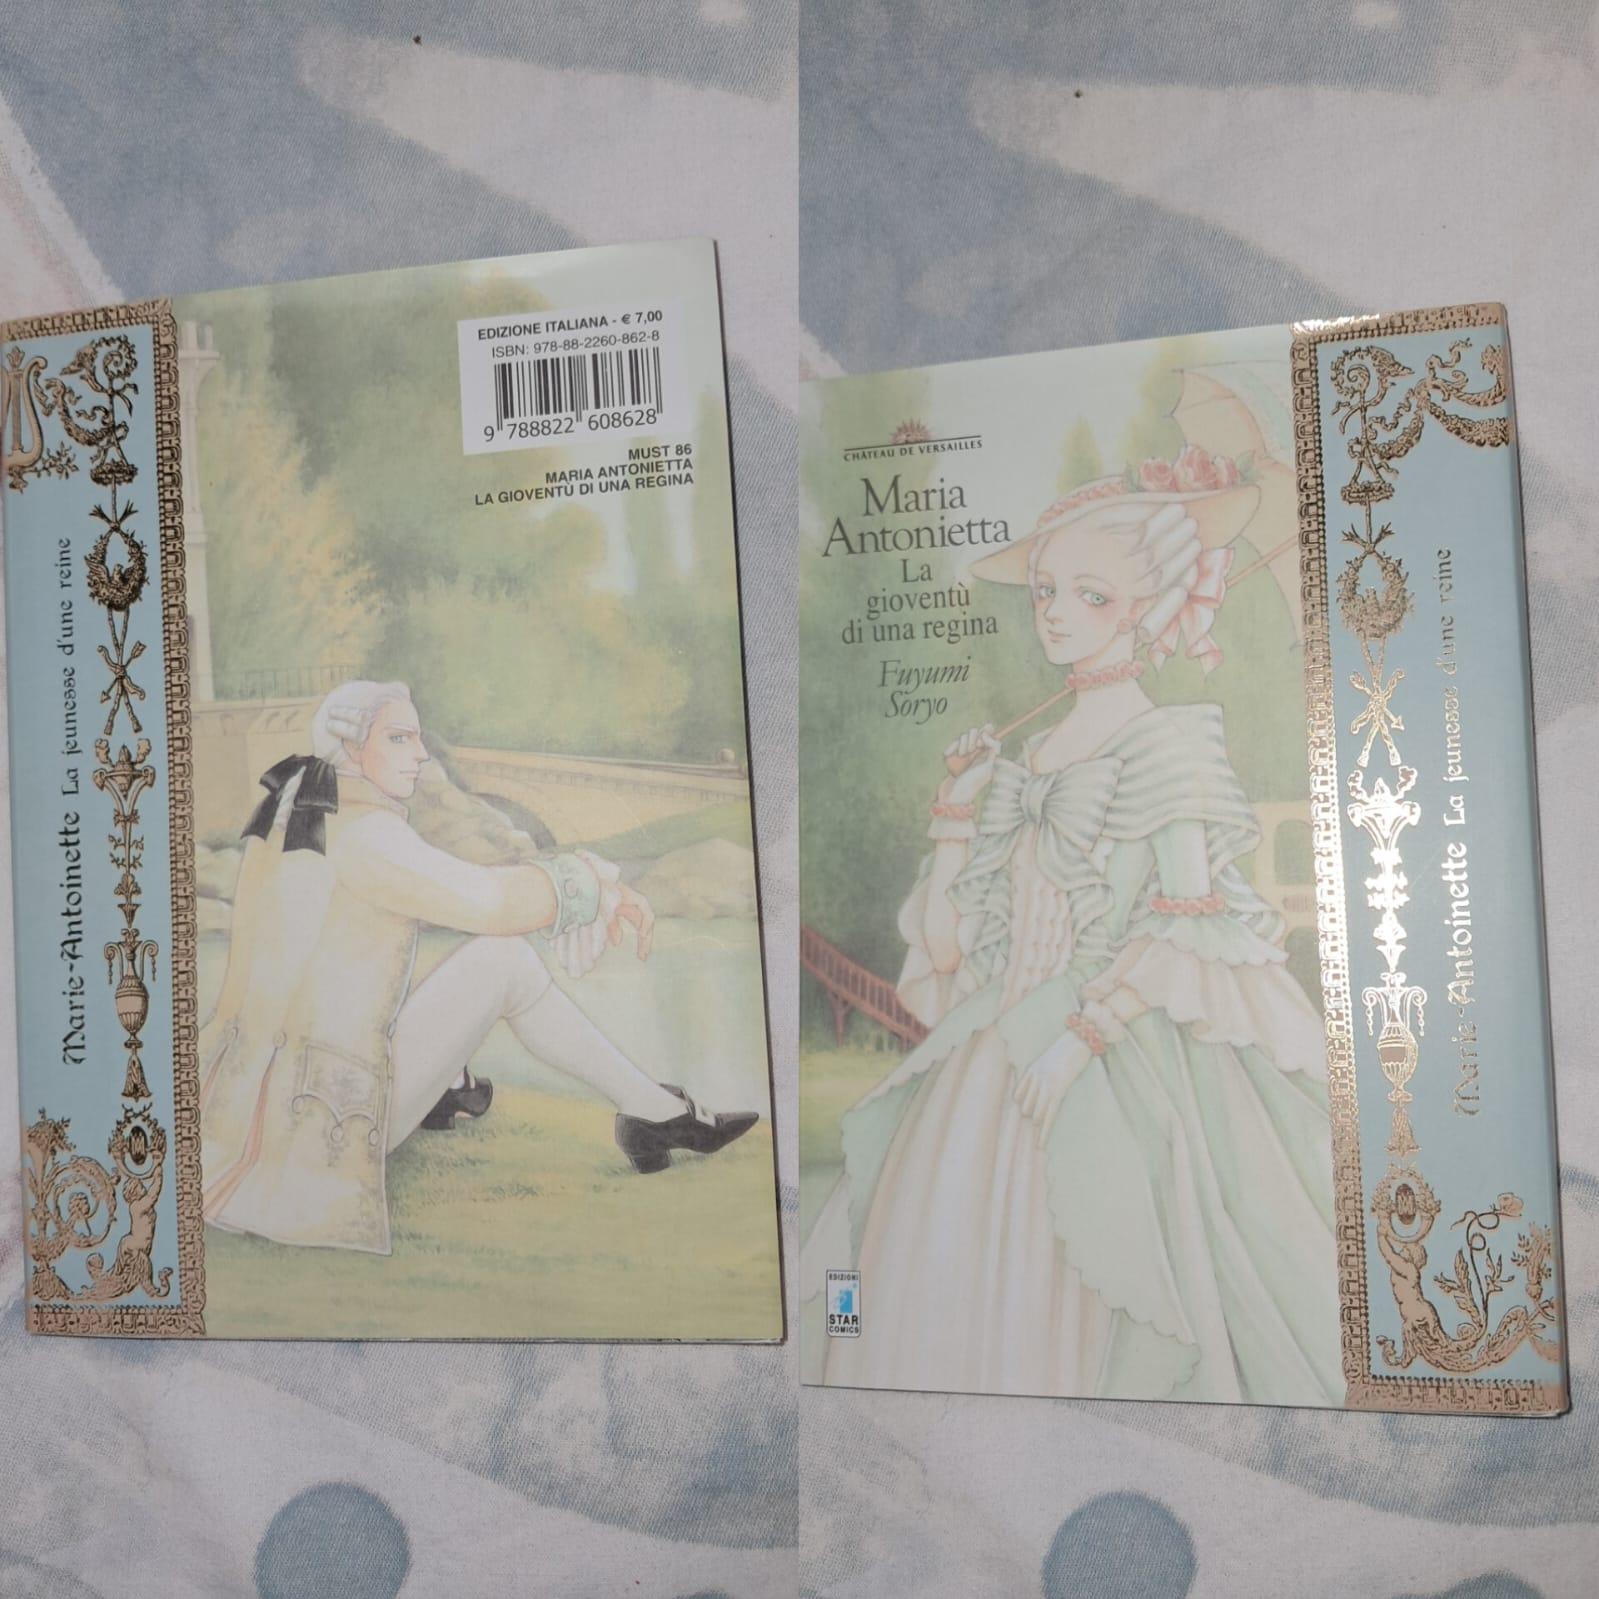 EDIZIONE ITALIANA - € 7,00
ISBN: 978-88-2260-862-8
9 788822 608628
MUST 86
MARIA ANTONIETTA
LA GIOVENTÙ DI UNA REGINA
Marie-Antoinette La jeunesse d'une reine
CHÂTEAU DE VERSAILLES
Maria
Antonietta
La
gioventù
di una regina
Fuyumi
Soryo
EDIZIONI
STAR
COMICS
Marie-Antoinette La jeunesse d'une reine